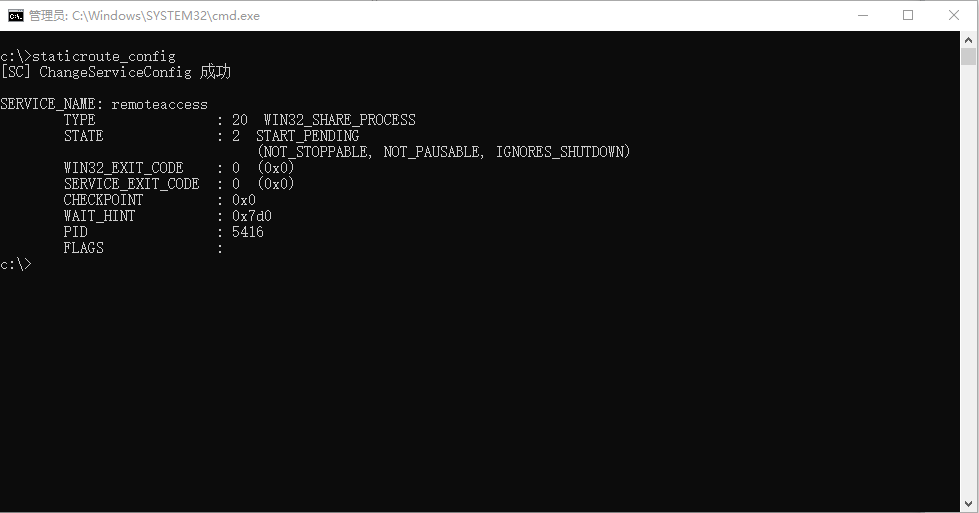 管理员: C:\Windows\SYSTEM32\cmd.exe
c:\>staticroute_config
[SC] ChangeServiceConfig 成功
SERVICE_NAME: remoteaccess
TYPE : 20 WIN32_SHARE_PROCESS
STATE : 2 START_PENDING
(NOT_STOPPABLE, NOT_PAUSABLE, IGNORES_SHUTDOWN)
WIN32_EXIT_CODE : 0 (0x0)
SERVICE_EXIT_CODE : 0 (0x0)
CHECKPOINT : 0x0
WAIT_HINT : 0x7d0
PID : 5416
FLAGS :
c:\>